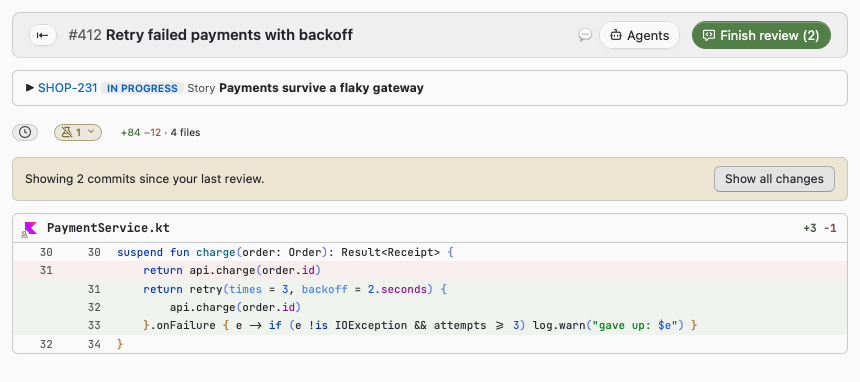 #412 Retry failed payments with backoff
Agents
Finish review (2)
SHOP-231 IN PROGRESS Story Payments survive a flaky gateway
1
+84 −12 · 4 files
Showing 2 commits since your last review.
Show all changes
PaymentService.kt
+3 -1
30 30 suspend fun charge(order: Order): Result<Receipt> {
31 return api.charge(order.id)
31 return retry(times = 3, backoff = 2.seconds) {
32 api.charge(order.id)
33 }.onFailure { e → if (e !is IOException && attempts ⩾ 3) log.warn("gave up: $e") }
32 34 }